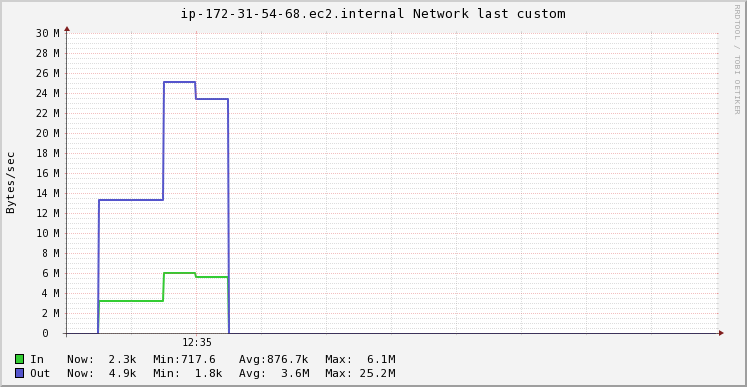 ip-172-31-54-68.ec2.internal Network last custom
RRDTOOL / TOBI OETIKER
Bytes/sec
30 M
28 M
26 M
24 M
22 M
20 M
18 M
16 M
14 M
12 M
10 M
8 M
6 M
4 M
2 M
0
12:35
In Now: 2.3k Min:717.6 Avg:876.7k Max: 6.1M
Out Now: 4.9k Min: 1.8k Avg: 3.6M Max: 25.2M